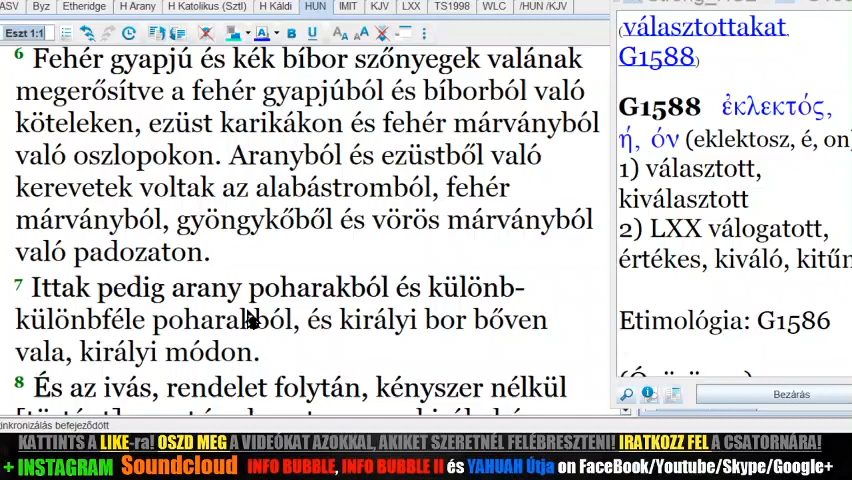 ASV Byz Etheridge H Arany H Katolikus (Sztl) H Káldi HUN IMIT KJV LXX TS1998 WLC /HUN /KJV
Eszt 1:1
6 Fehér gyapjú és kék bíbor szőnyegek valának
megerősítve a fehér gyapjúból és bíborból való
köteleken, ezüst karikákon és fehér márványból
való oszlopokon. Aranyból és ezüstből való
kerevetek voltak az alabástromból, fehér
márványból, gyöngykőből és vörös márványból
való padozaton.
7 Ittak pedig arany poharakból és különb-
különbféle poharakból, és királyi bor bőven
vala, királyi módon.
8 És az ivás, rendelet folytán, kényszer nélkül
(választottakat
G1588)
G1588 ἐκλεκτός,
ή, όν (eklektosz, é, on)
1) választott,
kiválasztott
2) LXX válogatott,
értékes, kiváló, kitűn
Etimológia: G1586
Bezárás
inkronizálás befejeződött
KATTINTS A LIKE-ra! OSZD MEG A VIDEÓKAT AZOKKAL, AKIKET SZERETNÉL FELÉBRESZTENI! IRATKOZZ FEL A CSATORNÁRA!
+ INSTAGRAM Soundcloud INFO BUBBLE, INFO BUBBLE II és YAHUAH Útja on FaceBook/Youtube/Skype/Google+